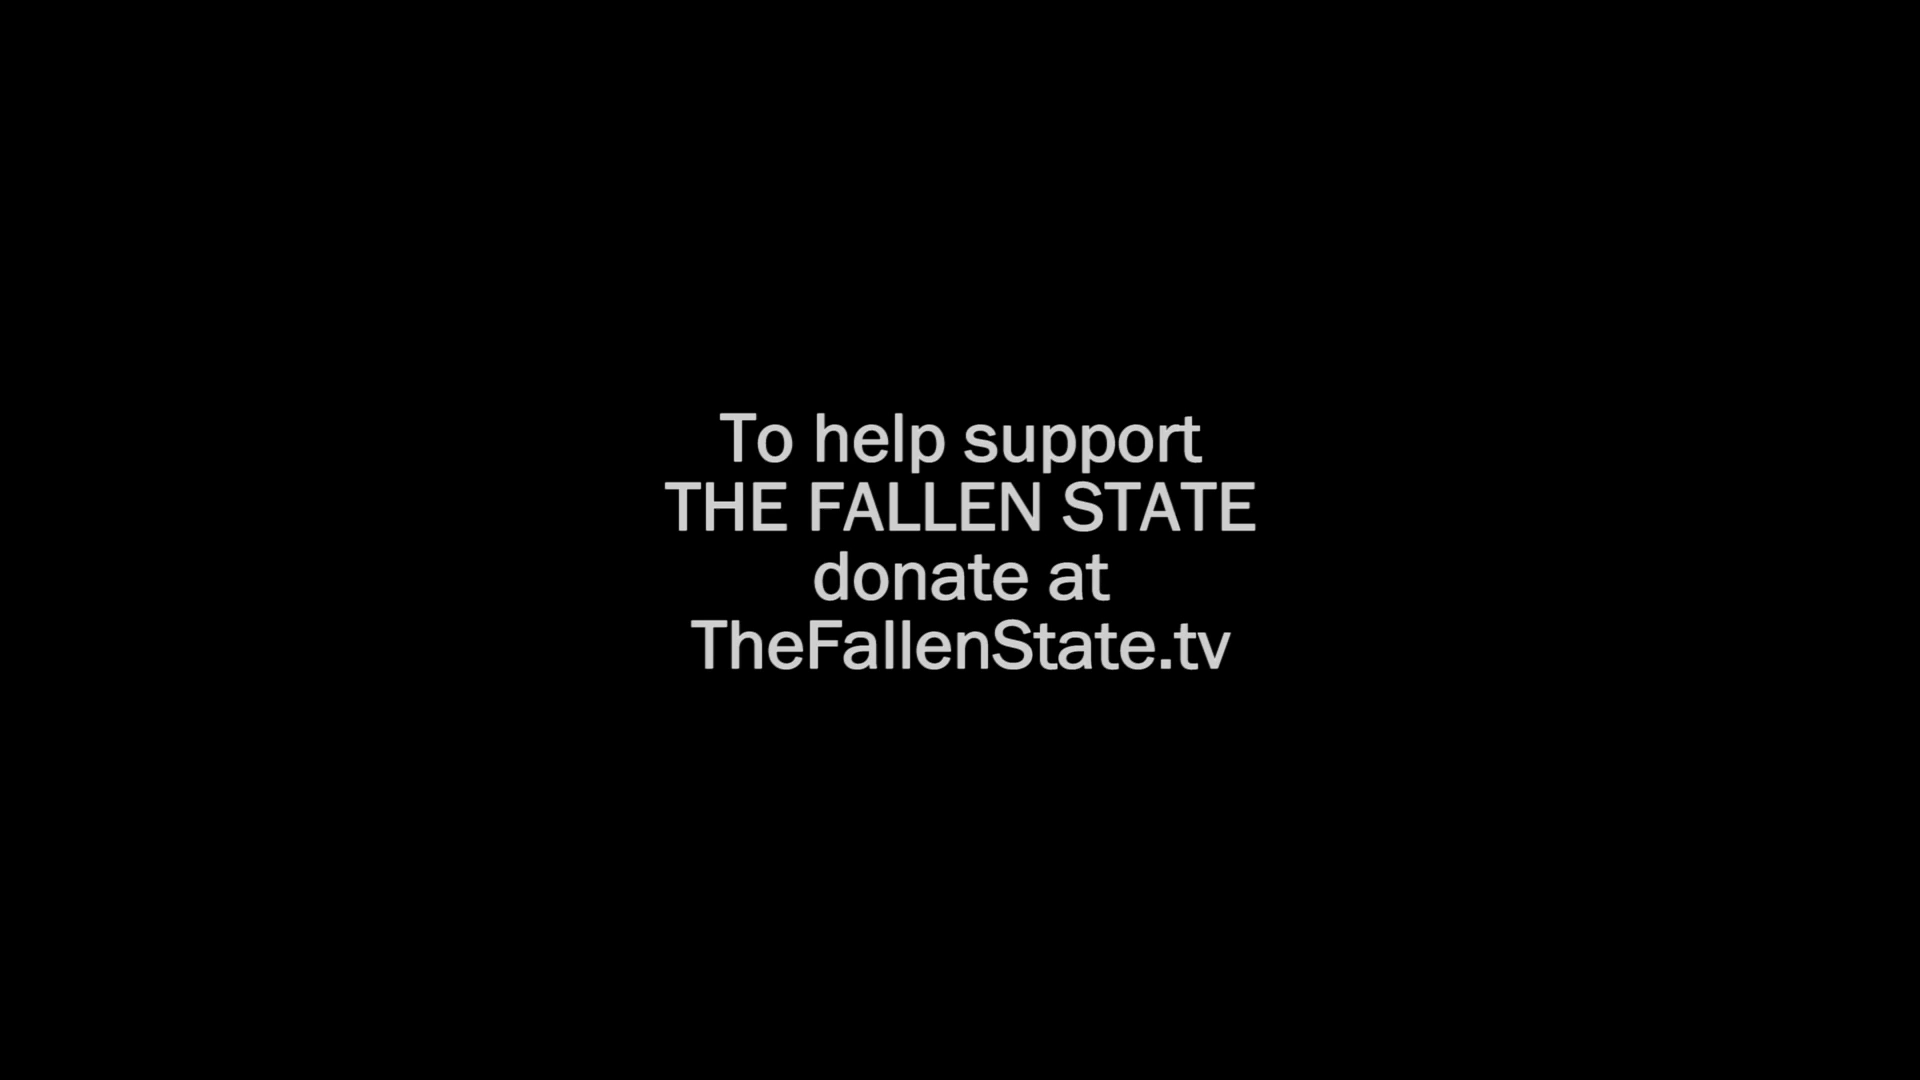 To help support
THE FALLEN STATE
donate at
TheFallenState.tv